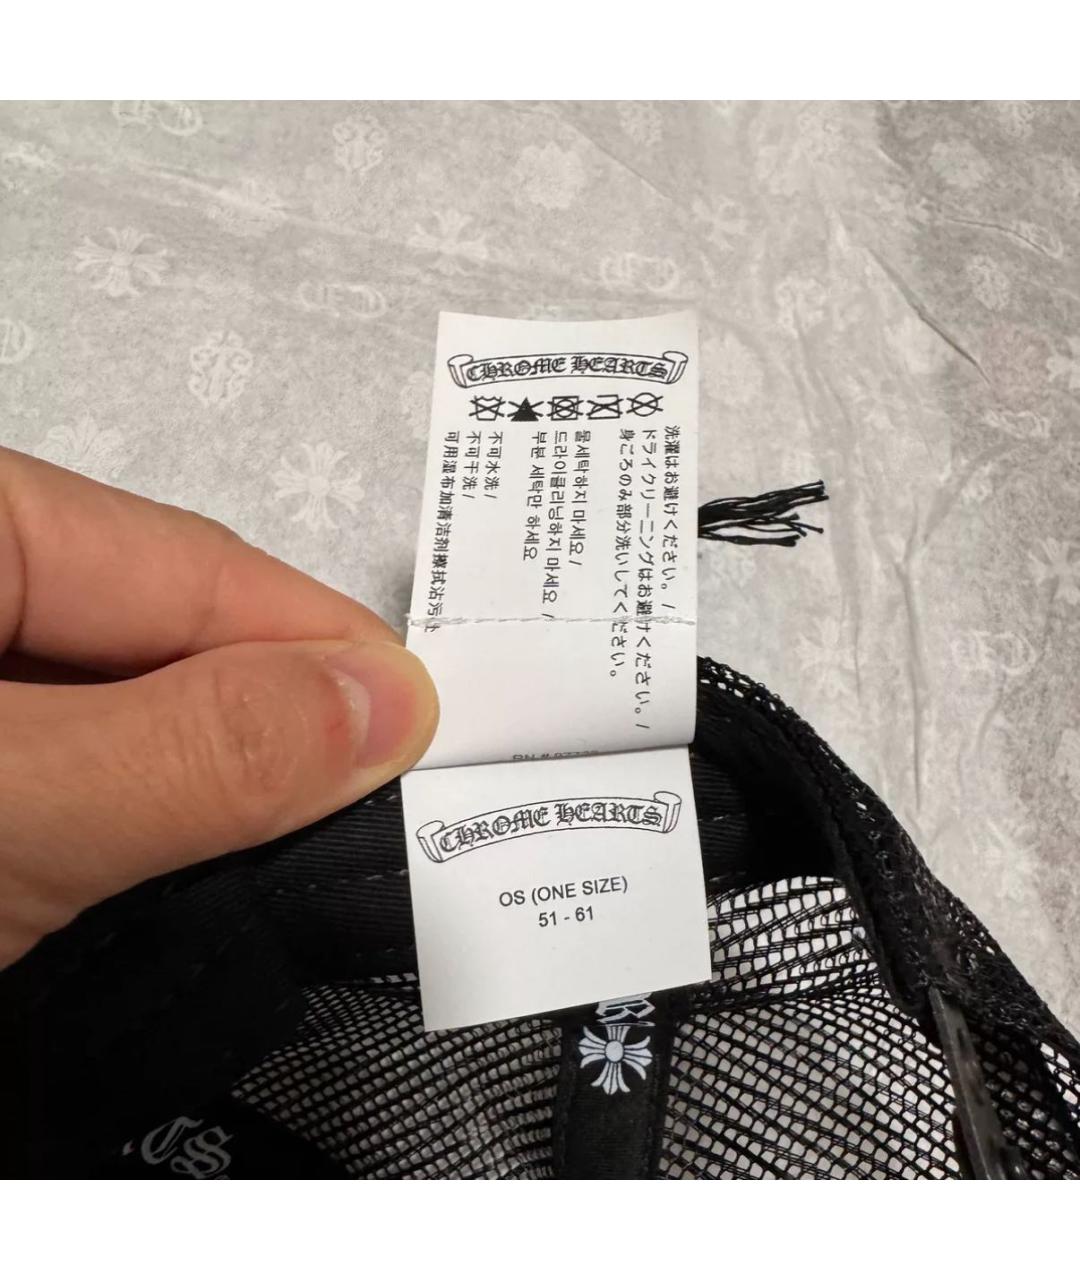 CHROME HEARTS
洗濯はお避けください。/
ドライクリーニングはお避けください。/
身ごろのみ部分洗いしてください。
물세탁하지 마세요 /
드라이클리닝하지 마세요 /
부분 세탁만 하세요
不可水洗 /
不可干洗 /
可用湿布加清洁剂擦拭沾污
CHROME HEARTS
OS (ONE SIZE)
51 - 61